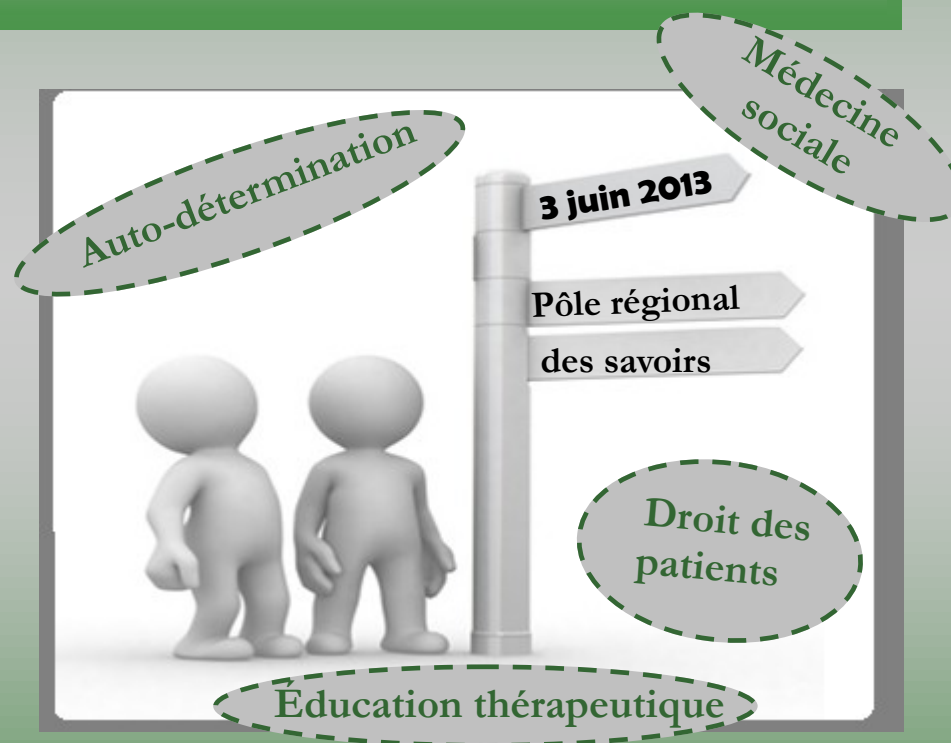 Médecine
sociale
Auto-détermination
3 juin 2013
Pôle régional
des savoirs
Droit des
patients
Éducation thérapeutique